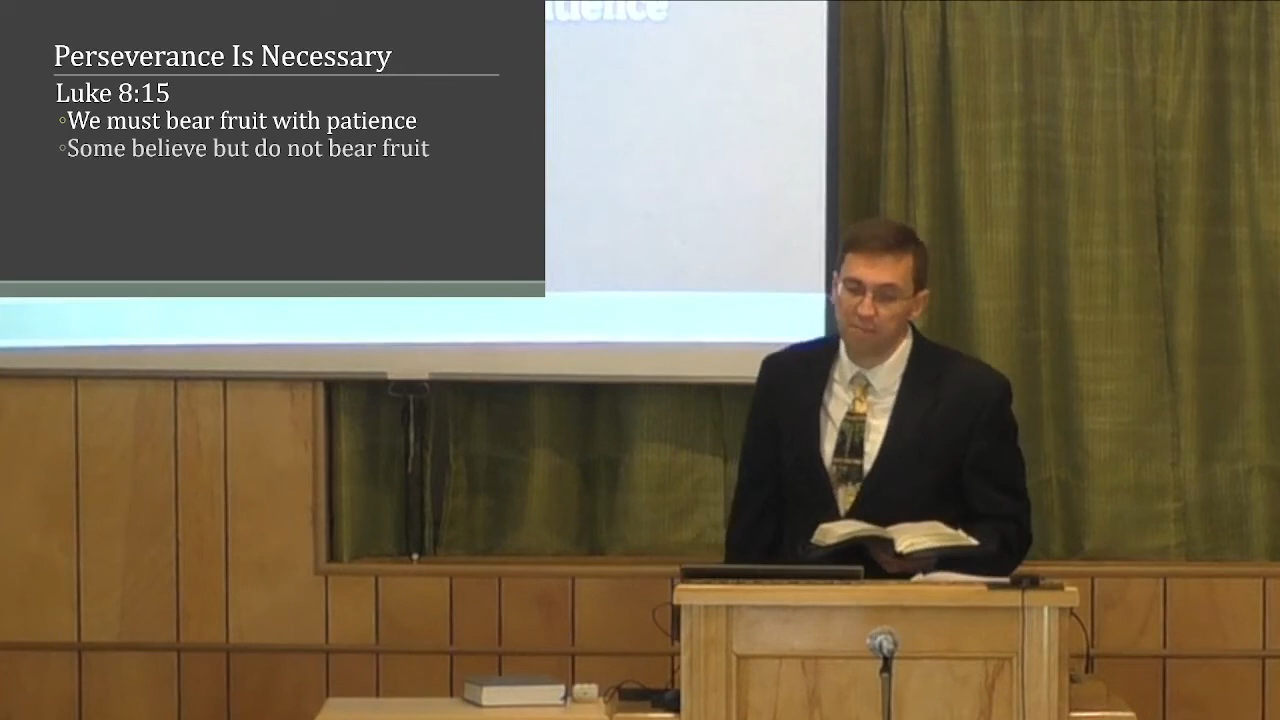 Perseverance Is Necessary
Luke 8:15
◦We must bear fruit with patience
◦Some believe but do not bear fruit